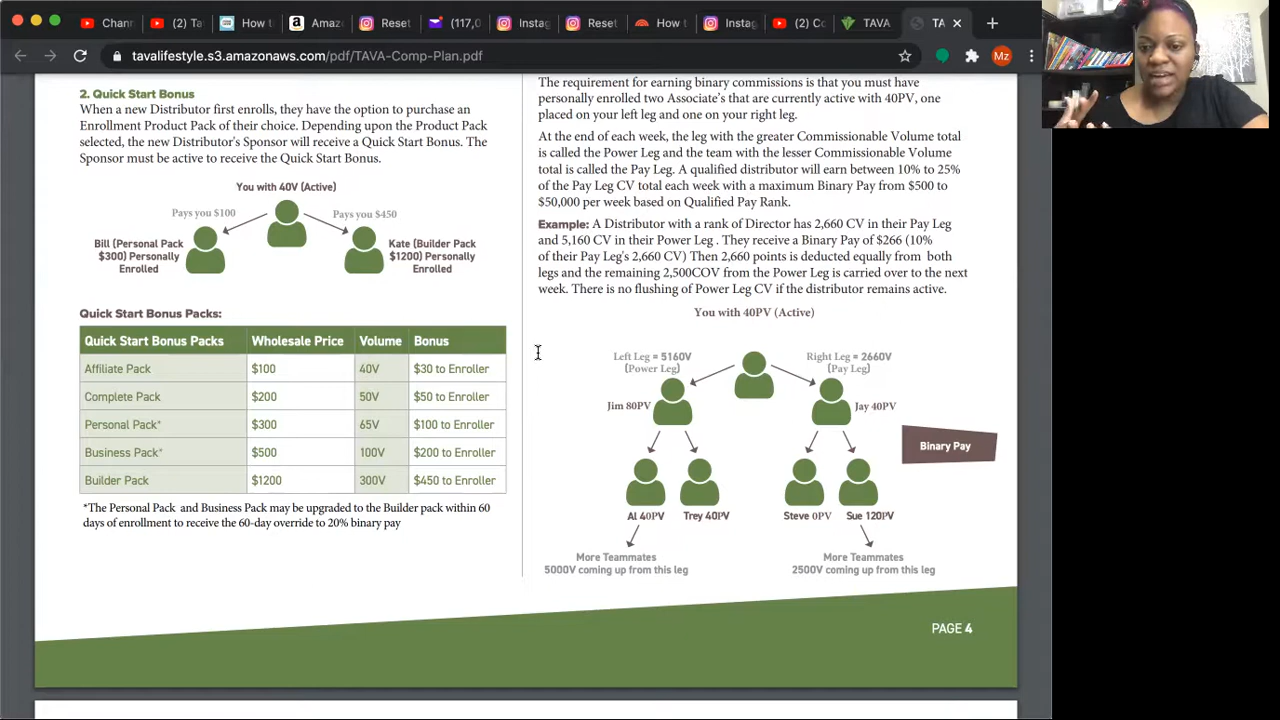 Chann
(2) Ta
How to
Amaz
Reset
(117,0
Instag
Reset
How t
Instag
(2) Co
TAVA
TA
tavalifestyle.s3.amazonaws.com/pdf/TAVA-Comp-Plan.pdf
Mz
2. Quick Start Bonus
When a new Distributor first enrolls, they have the option to purchase an
Enrollment Product Pack of their choice. Depending upon the Product Pack
selected, the new Distributor's Sponsor will receive a Quick Start Bonus. The
Sponsor must be active to receive the Quick Start Bonus.
You with 40V (Active)
Pays you $100
Pays you $450
Bill (Personal Pack
$300) Personally
Enrolled
Kate (Builder Pack
$1200) Personally
Enrolled
Quick Start Bonus Packs:
Quick Start Bonus Packs Wholesale Price Volume Bonus
Affiliate Pack $100 40V $30 to Enroller
Complete Pack $200 50V $50 to Enroller
Personal Pack* $300 65V $100 to Enroller
Business Pack* $500 100V $200 to Enroller
Builder Pack $1200 300V $450 to Enroller
*The Personal Pack and Business Pack may be upgraded to the Builder pack within 60
days of enrollment to receive the 60-day override to 20% binary pay
The requirement for earning binary commissions is that you must have
personally enrolled two Associate's that are currently active with 40PV, one
placed on your left leg and one on your right leg.
At the end of each week, the leg with the greater Commissionable Volume total
is called the Power Leg and the team with the lesser Commissionable Volume
total is called the Pay Leg. A qualified distributor will earn between 10% to 25%
of the Pay Leg CV total each week with a maximum Binary Pay from $500 to
$50,000 per week based on Qualified Pay Rank.
Example: A Distributor with a rank of Director has 2,660 CV in their Pay Leg
and 5,160 CV in their Power Leg . They receive a Binary Pay of $266 (10%
of their Pay Leg's 2,660 CV) Then 2,660 points is deducted equally from both
legs and the remaining 2,500COV from the Power Leg is carried over to the next
week. There is no flushing of Power Leg CV if the distributor remains active.
You with 40PV (Active)
Left Leg = 5160V
(Power Leg)
Right Leg = 2660V
(Pay Leg)
Jim 80PV
Jay 40PV
Binary Pay
Al 40PV
Trey 40PV
Steve 0PV
Sue 120PV
More Teammates
5000V coming up from this leg
More Teammates
2500V coming up from this leg
PAGE 4